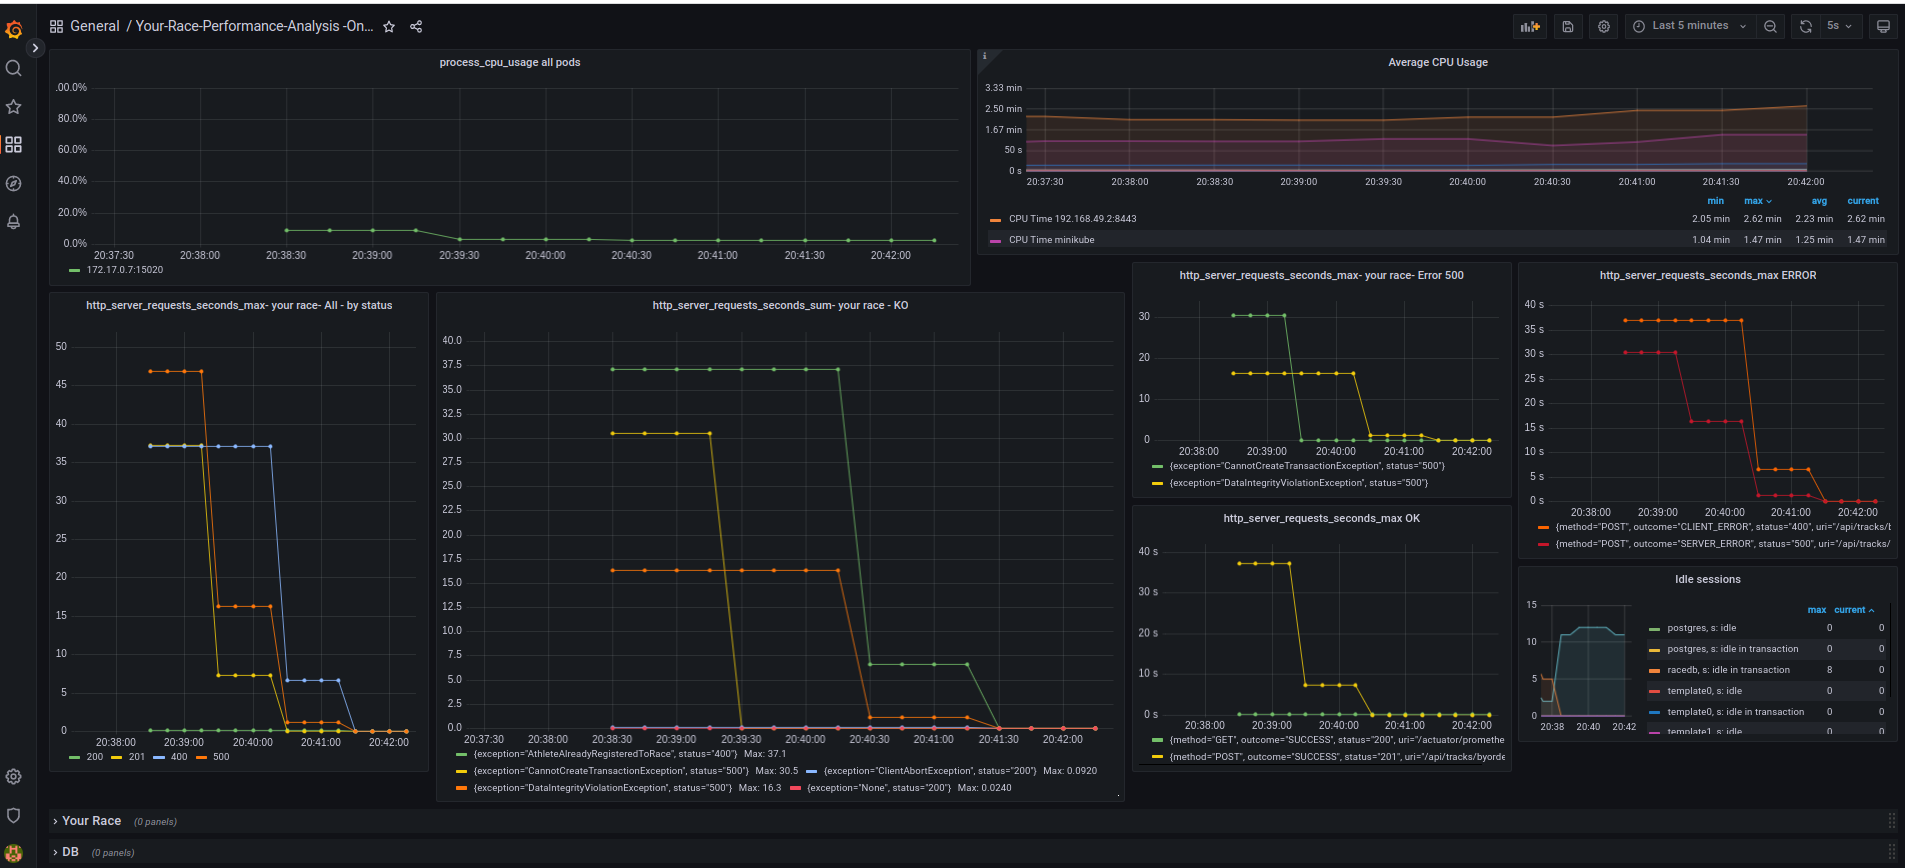 General / Your-Race-Performance-Analysis -On...
Last 5 minutes
5s
process_cpu_usage all pods
.00.0%
80.0%
60.0%
40.0%
20.0%
0.0%
20:37:30 20:38:00 20:38:30 20:39:00 20:39:30 20:40:00 20:40:30 20:41:00 20:41:30 20:42:00
172.17.0.7:15020
i
Average CPU Usage
3.33 min
2.50 min
1.67 min
50 s
0 s
20:37:30 20:38:00 20:38:30 20:39:00 20:39:30 20:40:00 20:40:30 20:41:00 20:41:30 20:42:00
min max avg current
CPU Time 192.168.49.2:8443 2.05 min 2.62 min 2.23 min 2.62 min
CPU Time minikube 1.04 min 1.47 min 1.25 min 1.47 min
http_server_requests_seconds_max- your race- All - by status
50
45
40
35
30
25
20
15
10
5
0
20:38:00 20:39:00 20:40:00 20:41:00 20:42:00
200 201 400 500
http_server_requests_seconds_sum- your race - KO
40.0
37.5
35.0
32.5
30.0
27.5
25.0
22.5
20.0
17.5
15.0
12.5
10.0
7.5
5.0
2.5
0.0
20:37:30 20:38:00 20:38:30 20:39:00 20:39:30 20:40:00 20:40:30 20:41:00 20:41:30 20:42:00
{exception="AthleteAlreadyRegisteredToRace", status="400"} Max: 37.1
{exception="CannotCreateTransactionException", status="500"} Max: 30.5 {exception="ClientAbortException", status="200"} Max: 0.0920
{exception="DataIntegrityViolationException", status="500"} Max: 16.3 {exception="None", status="200"} Max: 0.0240
http_server_requests_seconds_max- your race- Error 500
30
20
10
0
20:38:00 20:39:00 20:40:00 20:41:00 20:42:00
{exception="CannotCreateTransactionException", status="500"}
{exception="DataIntegrityViolationException", status="500"}
http_server_requests_seconds_max ERROR
40 s
35 s
30 s
25 s
20 s
15 s
10 s
5 s
0 s
20:38:00 20:39:00 20:40:00 20:41:00 20:42:00
{method="POST", outcome="CLIENT_ERROR", status="400", uri="/api/tracks/b
{method="POST", outcome="SERVER_ERROR", status="500", uri="/api/tracks/
http_server_requests_seconds_max OK
40 s
30 s
20 s
10 s
0 s
20:38:00 20:39:00 20:40:00 20:41:00 20:42:00
{method="GET", outcome="SUCCESS", status="200", uri="/actuator/promethe
{method="POST", outcome="SUCCESS", status="201", uri="/api/tracks/byorde
Idle sessions
15
10
5
0
20:38 20:40 20:42
max current
postgres, s: idle 0 0
postgres, s: idle in transaction 0 0
racedb, s: idle in transaction 8 0
template0, s: idle 0 0
template0, s: idle in transaction 0 0
template1, s: idle 0 0
Your Race (0 panels)
DB (0 panels)